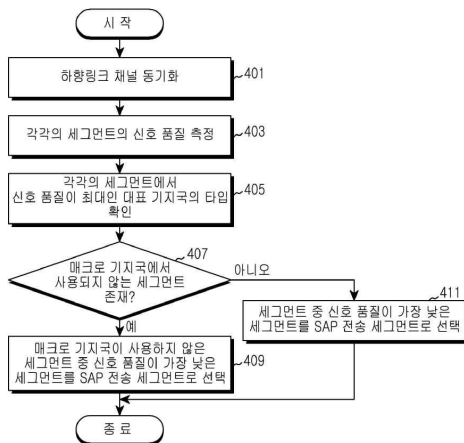 시 작
하향링크 채널 동기화
401
각각의 세그먼트의 신호 품질 측정
403
각각의 세그먼트에서
신호 품질이 최대인 대표 기지국의 타입
확인
405
407
매크로 기지국에서
사용되지 않는 세그먼트
존재?
아니오
예
411
세그먼트 중 신호 품질이 가장 낮은
세그먼트를 SAP 전송 세그먼트로 선택
매크로 기지국이 사용하지 않은
세그먼트 중 신호 품질이 가장 낮은
세그먼트를 SAP 전송 세그먼트로 선택
409
종 료